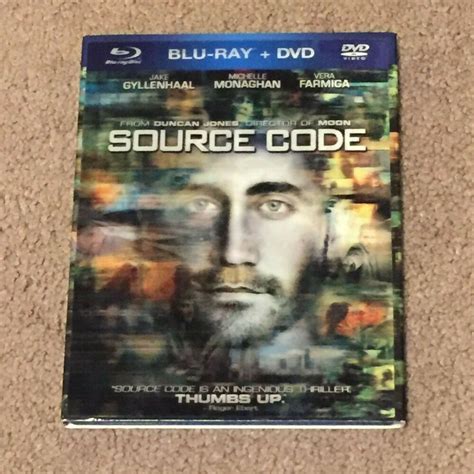 Blu-ray Disc
BLU-RAY + DVD
DVD
VIDEO
JAKE MICHELLE VERA
GYLLENHAAL MONAGHAN FARMIGA
FROM DUNCAN JONES, DIRECTOR OF MOON
SOURCE CODE
"SOURCE CODE IS AN INGENIOUS THRILLER.
THUMBS UP."
- Roger Ebert